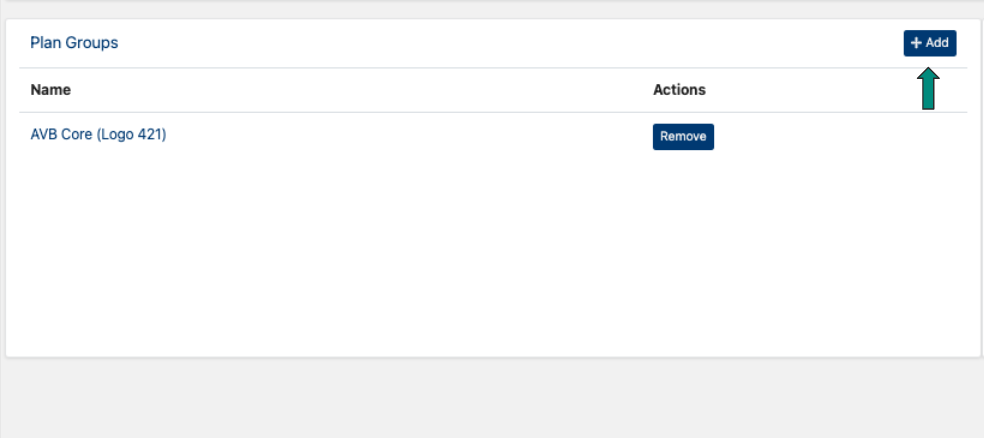 Plan Groups
+ Add
Name Actions
AVB Core (Logo 421) Remove